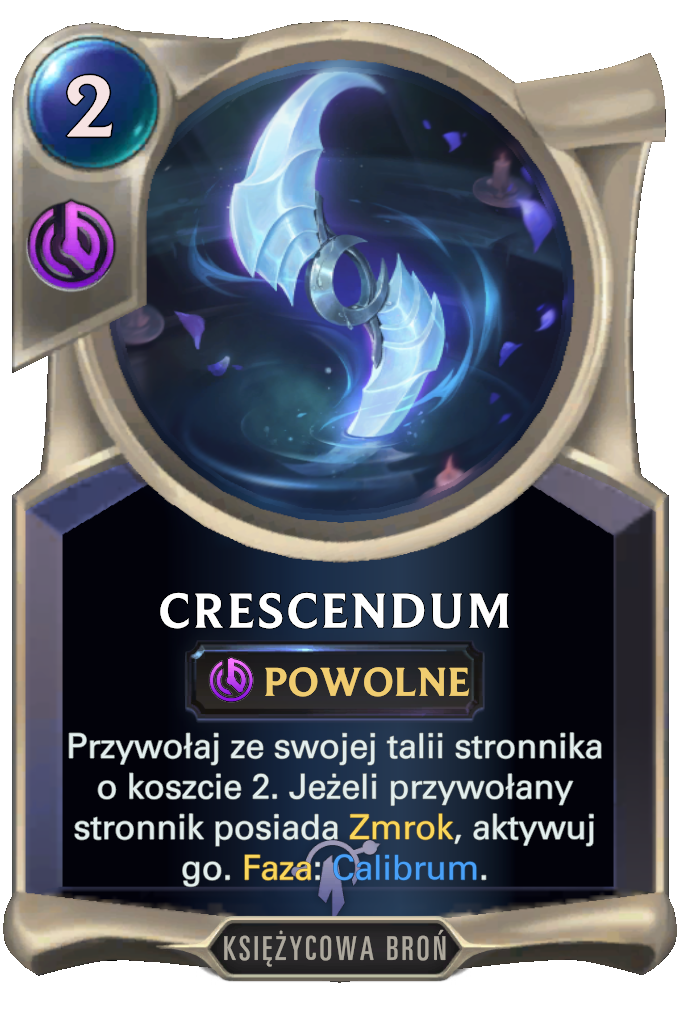 2
CRESCENDUM
POWOLNE
Przywołaj ze swojej talii stronnika
o koszcie 2. Jeżeli przywołany
stronnik posiada Zmrok, aktywuj
go. Faza: Calibrum.
KSIĘŻYCOWA BROŃ